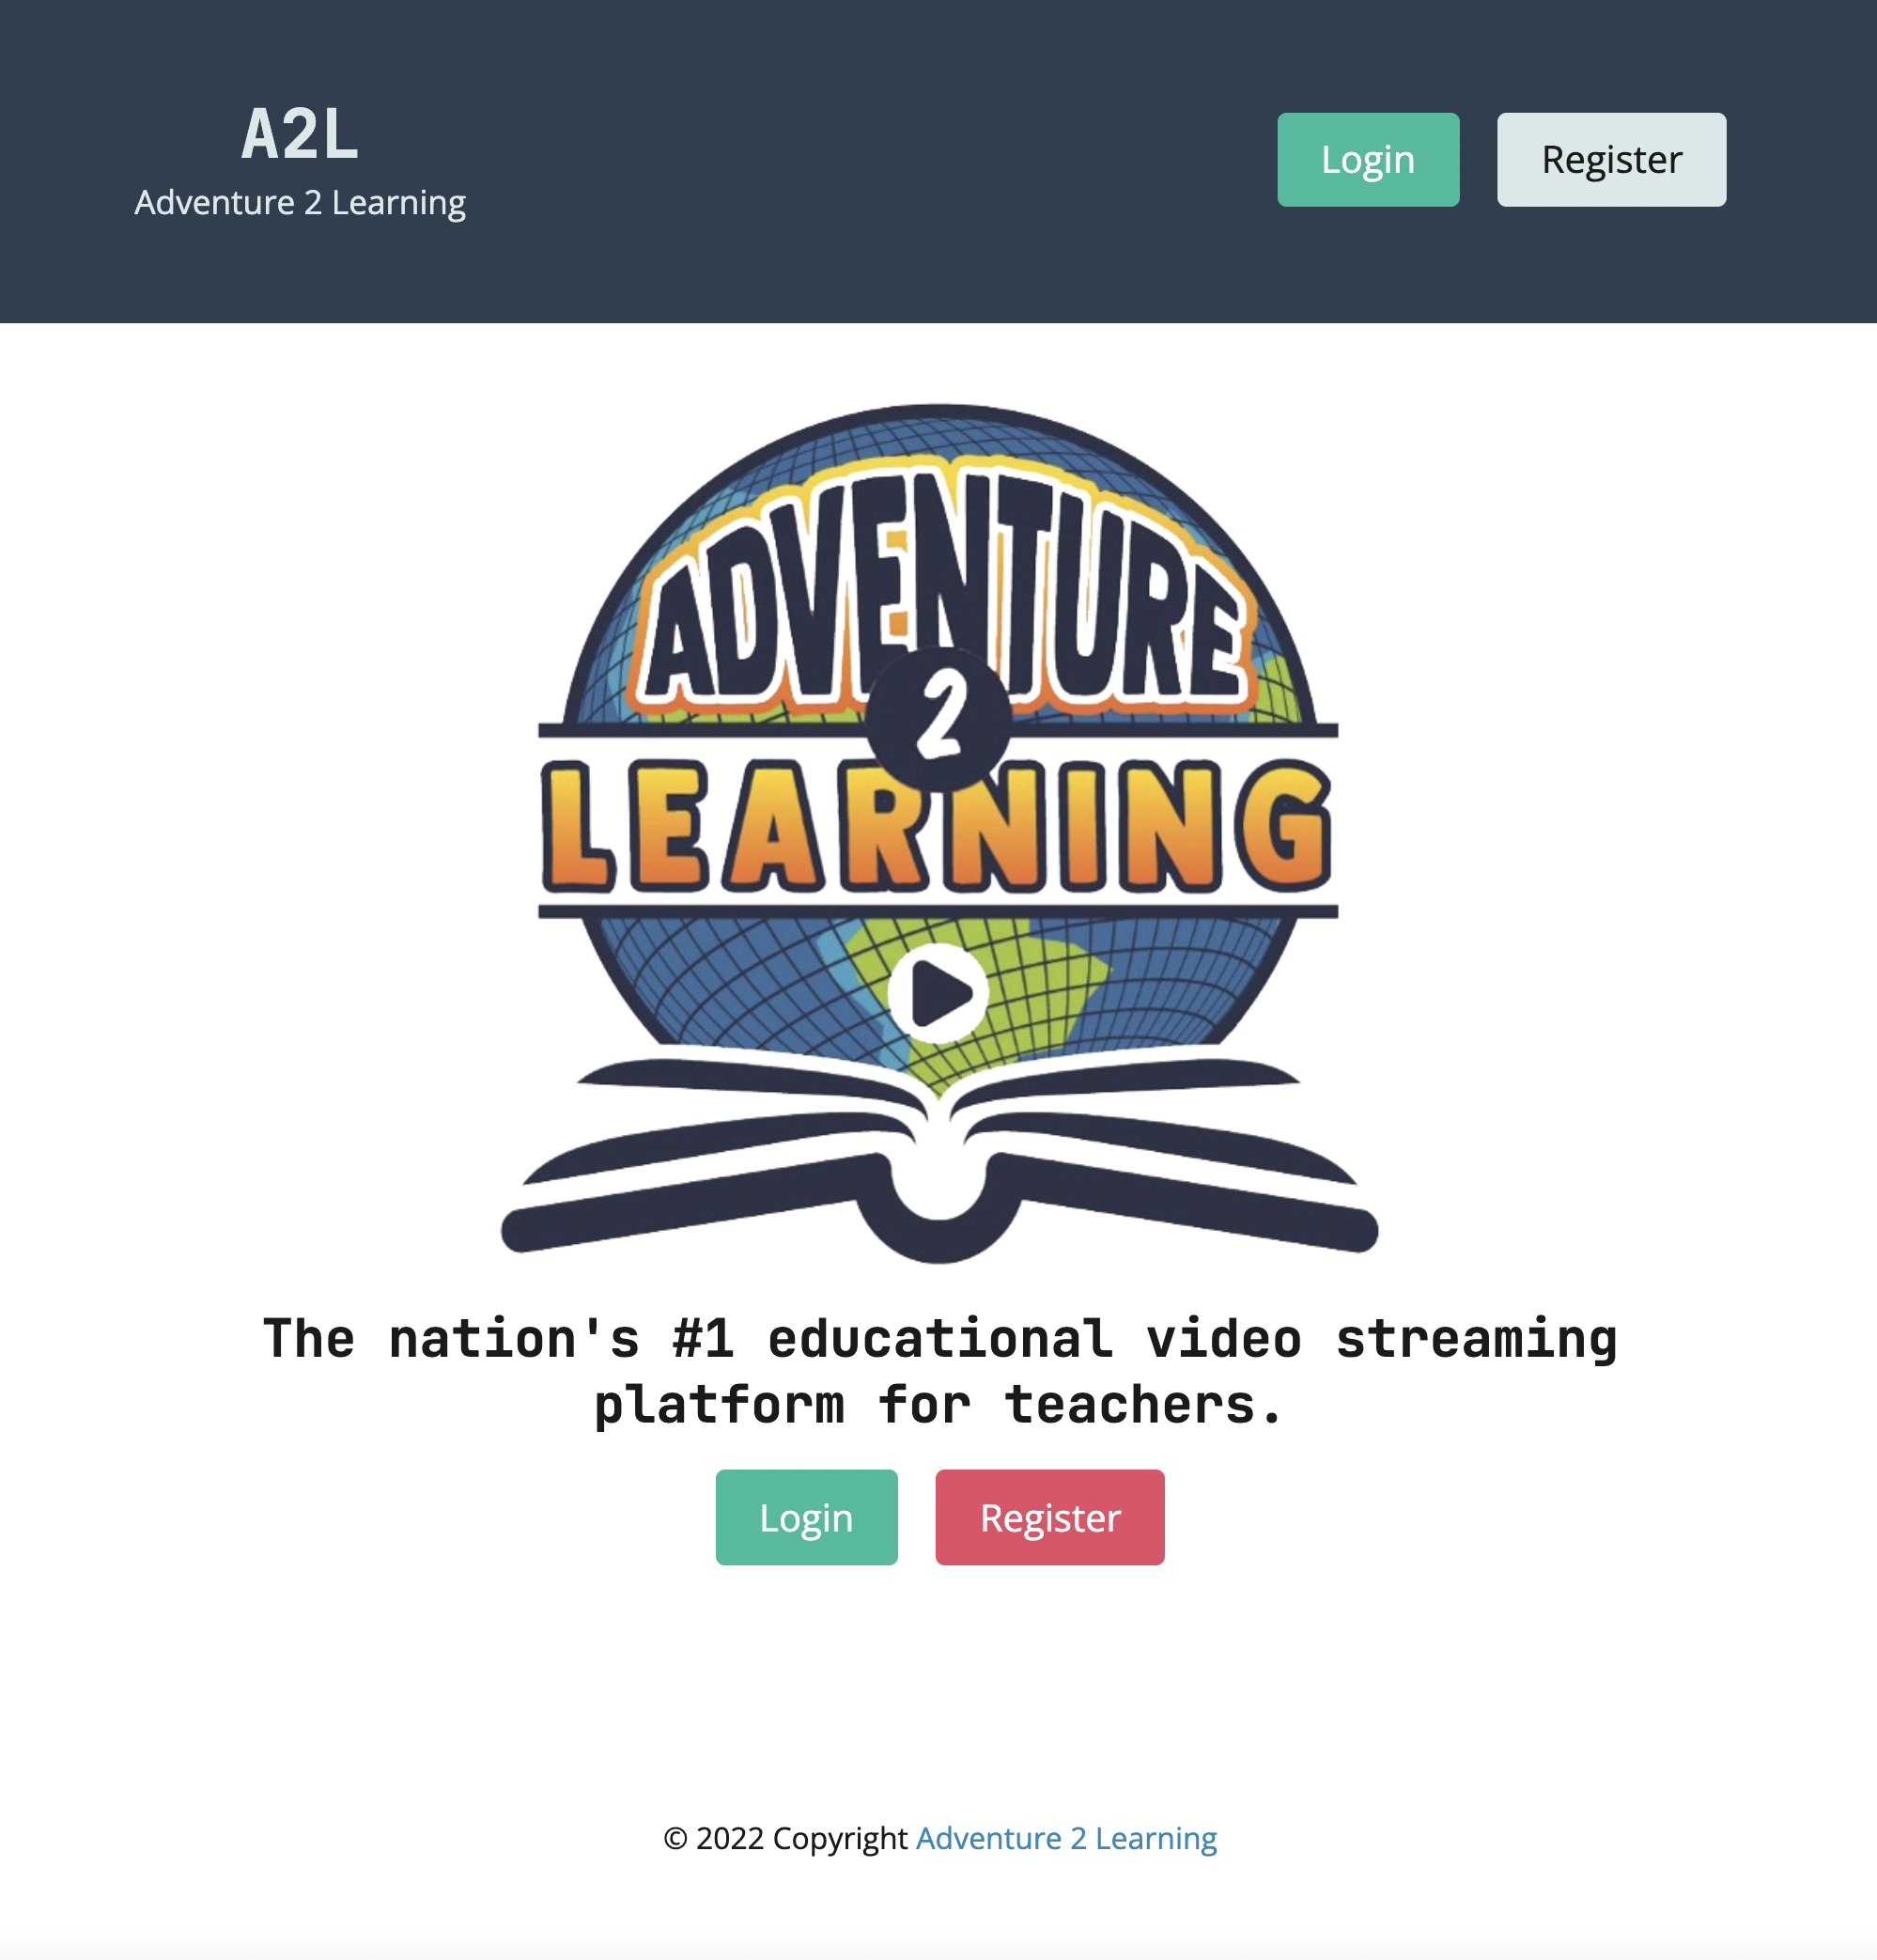 A2L
Adventure 2 Learning
Login
Register
ADVENTURE
2
LEARNING
The nation's #1 educational video streaming
platform for teachers.
Login
Register
© 2022 Copyright Adventure 2 Learning